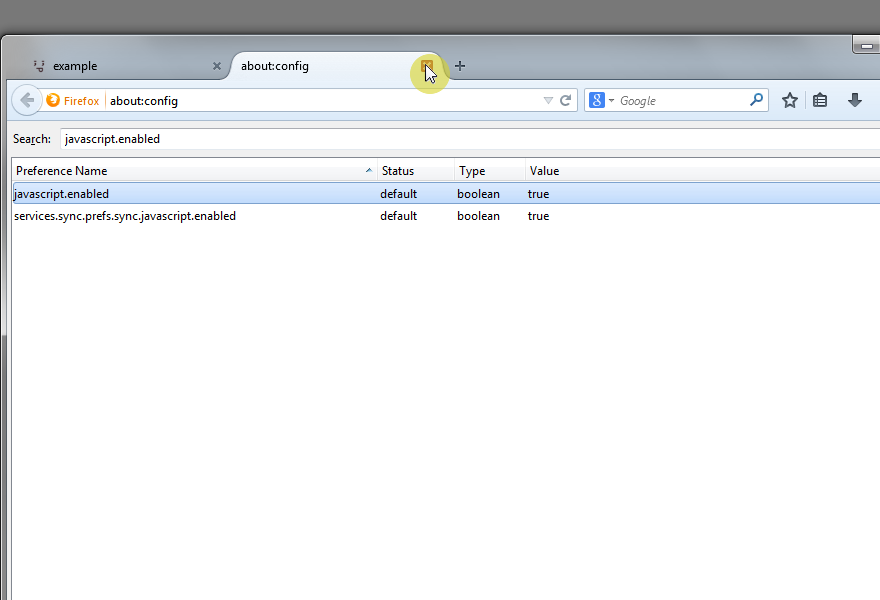 example
about:config
Firefox about:config
Google
Search: javascript.enabled
Preference Name Status Type Value
javascript.enabled default boolean true
services.sync.prefs.sync.javascript.enabled default boolean true